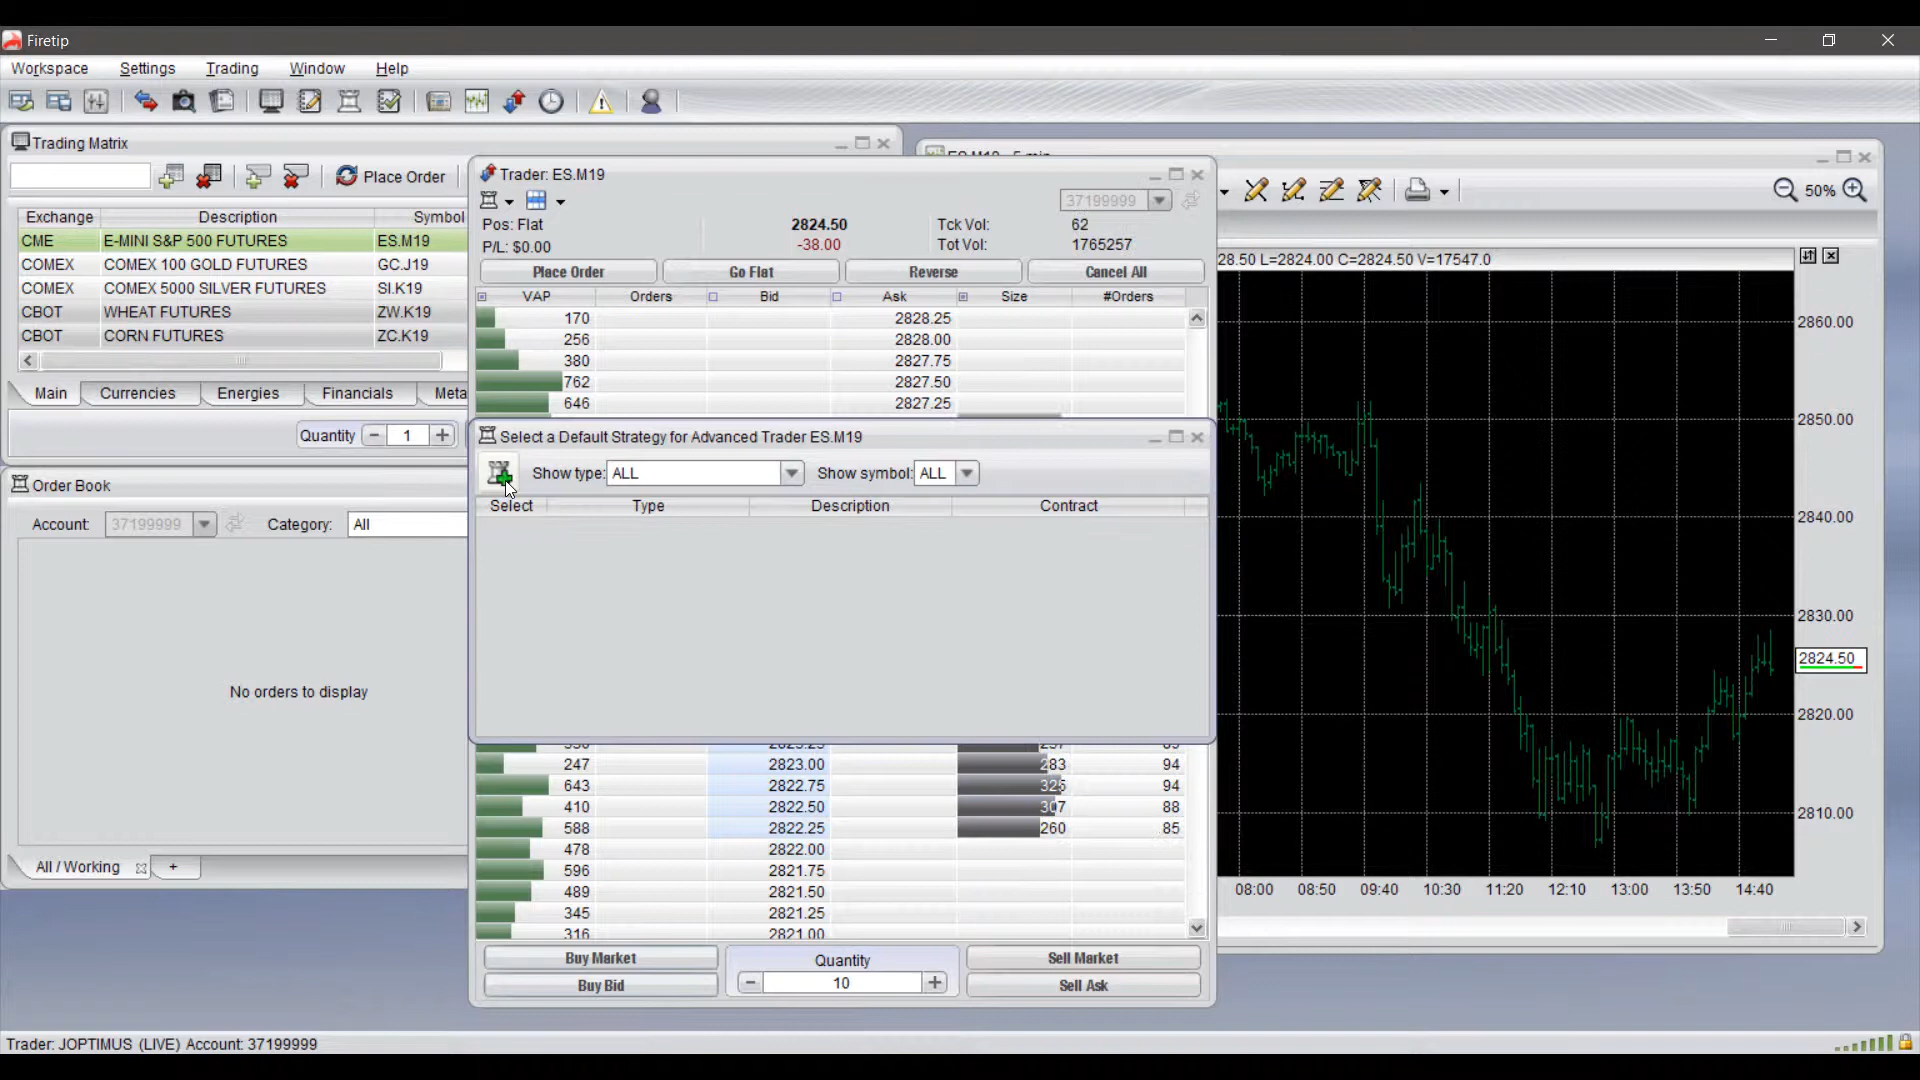 Firetip
Workspace Settings Trading Window Help
Trading Matrix
Place Order
Exchange Description Symbol
CME E-MINI S&P 500 FUTURES ES.M19
COMEX COMEX 100 GOLD FUTURES GC.J19
COMEX COMEX 5000 SILVER FUTURES SI.K19
CBOT WHEAT FUTURES ZW.K19
CBOT CORN FUTURES ZC.K19
Main Currencies Energies Financials Meta
Quantity 1
Order Book
Account: 37199999 Category: All
No orders to display
All / Working +
Trader: ES.M19
37199999
Pos: Flat 2824.50 Tck Vol: 62
P/L: $0.00 -38.00 Tot Vol: 1765257
Place Order Go Flat Reverse Cancel All
VAP Orders Bid Ask Size #Orders
170 2828.25
256 2828.00
380 2827.75
762 2827.50
646 2827.25
Select a Default Strategy for Advanced Trader ES.M19
Show type: ALL Show symbol: ALL
Select Type Description Contract
247 2823.00 283 94
643 2822.75 325 94
410 2822.50 307 88
588 2822.25 260 85
478 2822.00
596 2821.75
489 2821.50
345 2821.25
316 2821.00
Buy Market Quantity Sell Market
Buy Bid 10 Sell Ask
50%
28.50 L=2824.00 C=2824.50 V=17547.0
2860.00
2850.00
2840.00
2830.00
2824.50
2820.00
2810.00
08:00 08:50 09:40 10:30 11:20 12:10 13:00 13:50 14:40
Trader: JOPTIMUS (LIVE) Account: 37199999